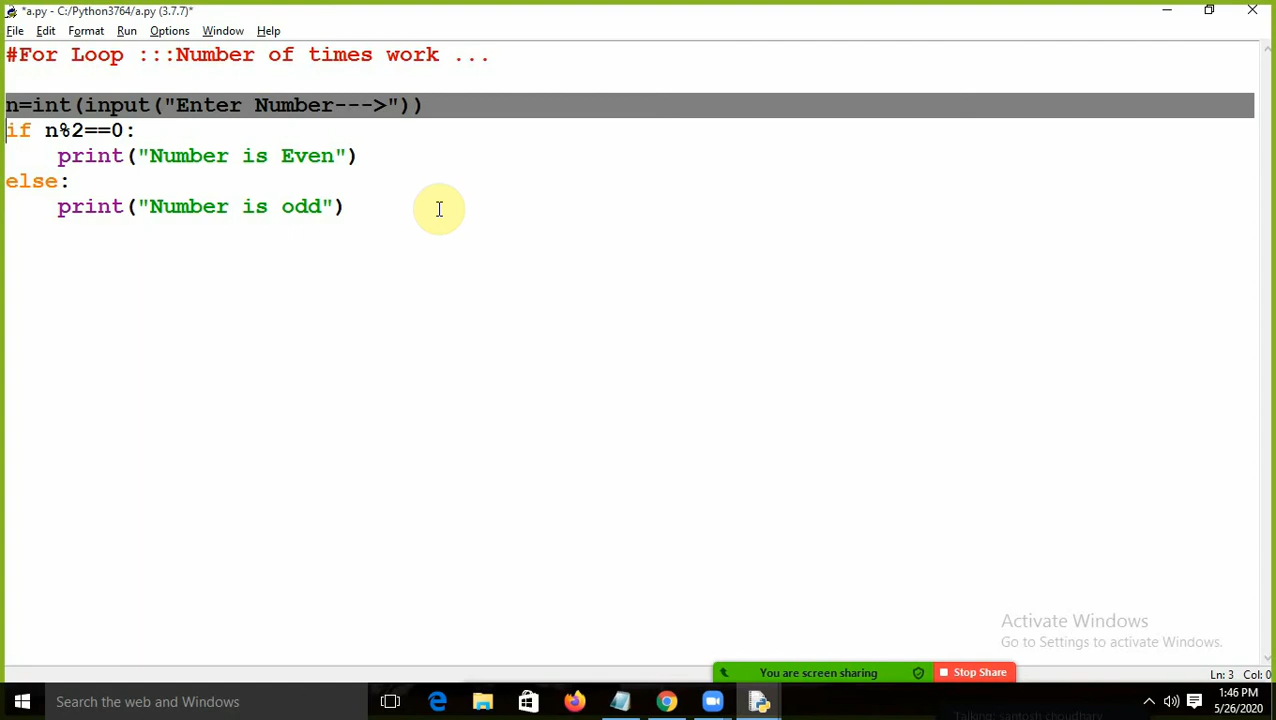 *a.py - C:/Python3764/a.py (3.7.7)*
File Edit Format Run Options Window Help
#For Loop :::Number of times work ...
n=int(input("Enter Number--->"))
if n%2==0:
    print("Number is Even")
else:
    print("Number is odd")
Activate Windows
Go to Settings to activate Windows.
You are screen sharing Stop Share
Ln: 3 Col: 0
Search the web and Windows
1:46 PM
5/26/2020
Talking: santosh choudhary